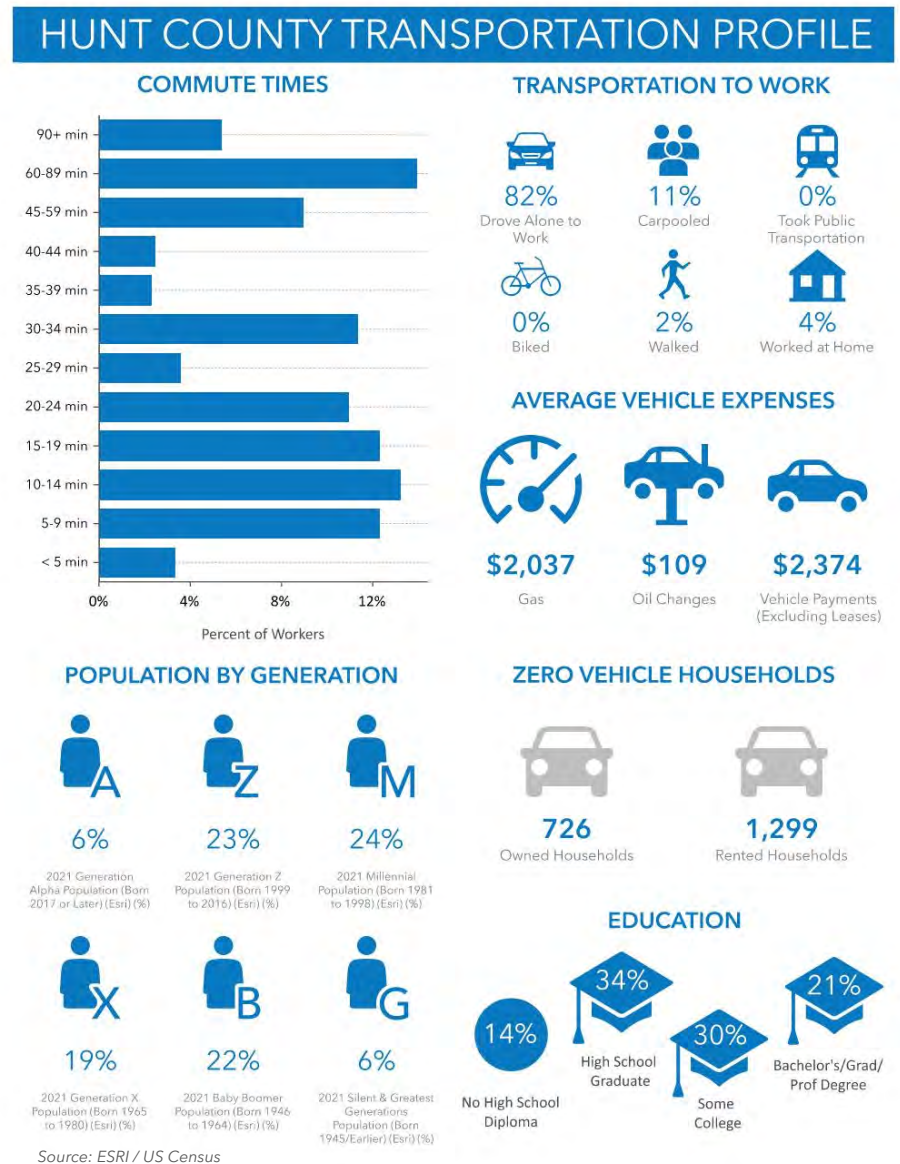 HUNT COUNTY TRANSPORTATION PROFILE
COMMUTE TIMES
90+ min
60-89 min
45-59 min
40-44 min
35-39 min
30-34 min
25-29 min
20-24 min
15-19 min
10-14 min
5-9 min
< 5 min
0% 4% 8% 12%
Percent of Workers
TRANSPORTATION TO WORK
82%
Drove Alone to
Work
11%
Carpooled
0%
Took Public
Transportation
0%
Biked
2%
Walked
4%
Worked at Home
AVERAGE VEHICLE EXPENSES
$2,037
Gas
$109
Oil Changes
$2,374
Vehicle Payments
(Excluding Leases)
POPULATION BY GENERATION
A
6%
2021 Generation
Alpha Population (Born
2017 or Later) (Esri) (%)
Z
23%
2021 Generation Z
Population (Born 1999
to 2016) (Esri) (%)
M
24%
2021 Millennial
Population (Born 1981
to 1998) (Esri) (%)
X
19%
2021 Generation X
Population (Born 1965
to 1980) (Esri) (%)
B
22%
2021 Baby Boomer
Population (Born 1946
to 1964) (Esri) (%)
G
6%
2021 Silent & Greatest
Generations
Population (Born
1945/Earlier) (Esri) (%)
ZERO VEHICLE HOUSEHOLDS
726
Owned Households
1,299
Rented Households
EDUCATION
14%
No High School
Diploma
34%
High School
Graduate
30%
Some
College
21%
Bachelor's/Grad/
Prof Degree
Source: ESRI / US Census